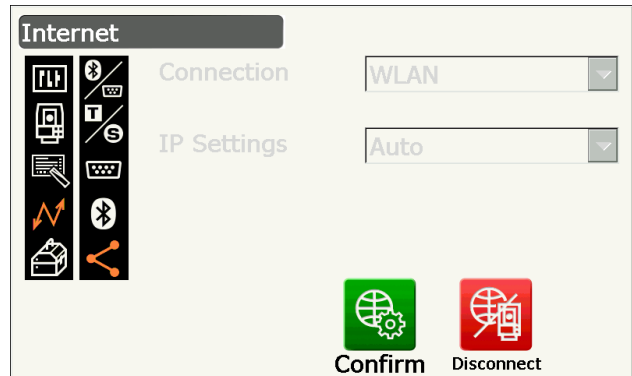 Internet
Connection
WLAN
T
S
IP Settings
Auto
Confirm
Disconnect